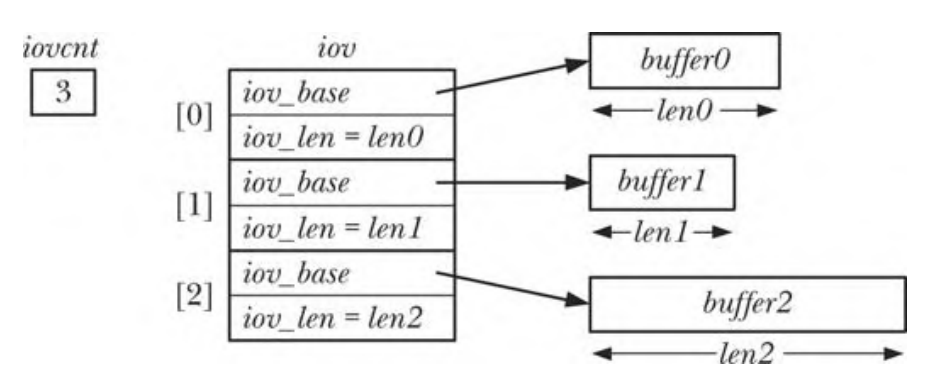 iovcnt
3
iov
[0]
iov_base
iov_len = len0
[1]
iov_base
iov_len = len1
[2]
iov_base
iov_len = len2
buffer0
len0
buffer1
len1
buffer2
len2